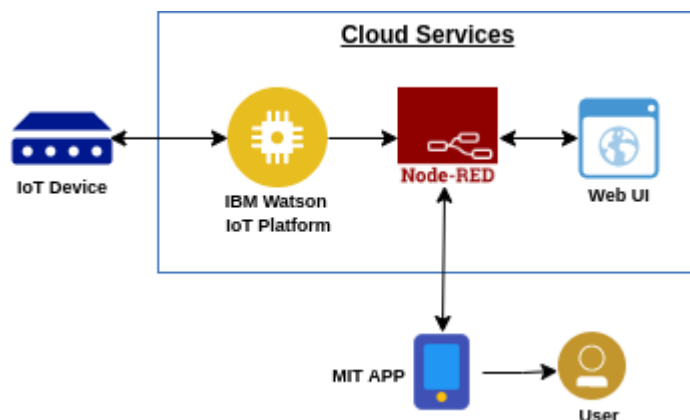 Cloud Services
IoT Device
IBM Watson
IoT Platform
Node-RED
Web UI
MIT APP
User